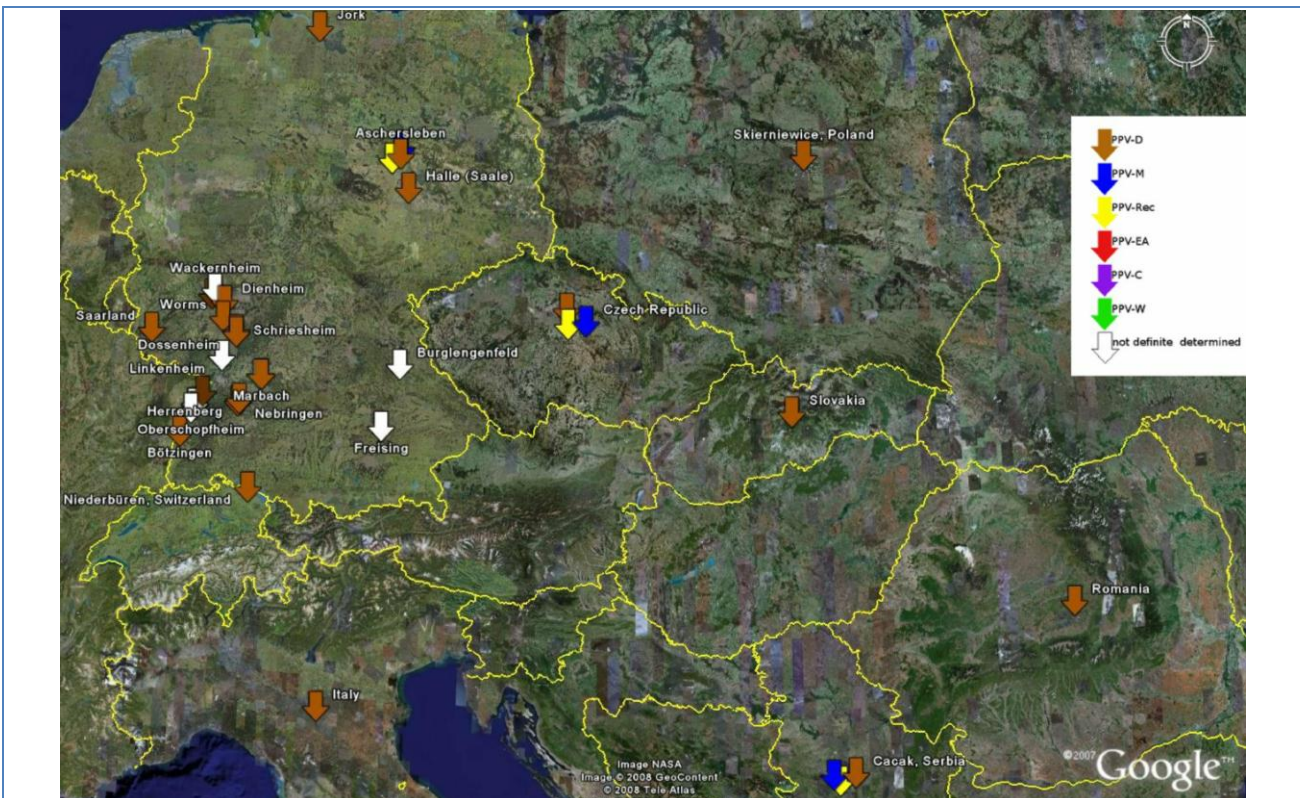 Jork
N
Aschersleben
Skierniewice, Poland
Halle (Saale)
PPV-D
PPV-M
PPV-Rec
PPV-EA
PPV-C
PPV-W
not definite determined
Wackernheim
Dienheim
Worms
Saarland
Schriesheim
Czech Republic
Dossenheim
Burglengenfeld
Linkenheim
Marbach
Herrenberg
Nebringen
Slovakia
Oberschopfheim
Bötzingen
Freising
Niederbüren, Switzerland
Romania
Italy
Cacak, Serbia
Image NASA
Image © 2008 GeoContent
© 2008 Tele Atlas
©2007 Google™